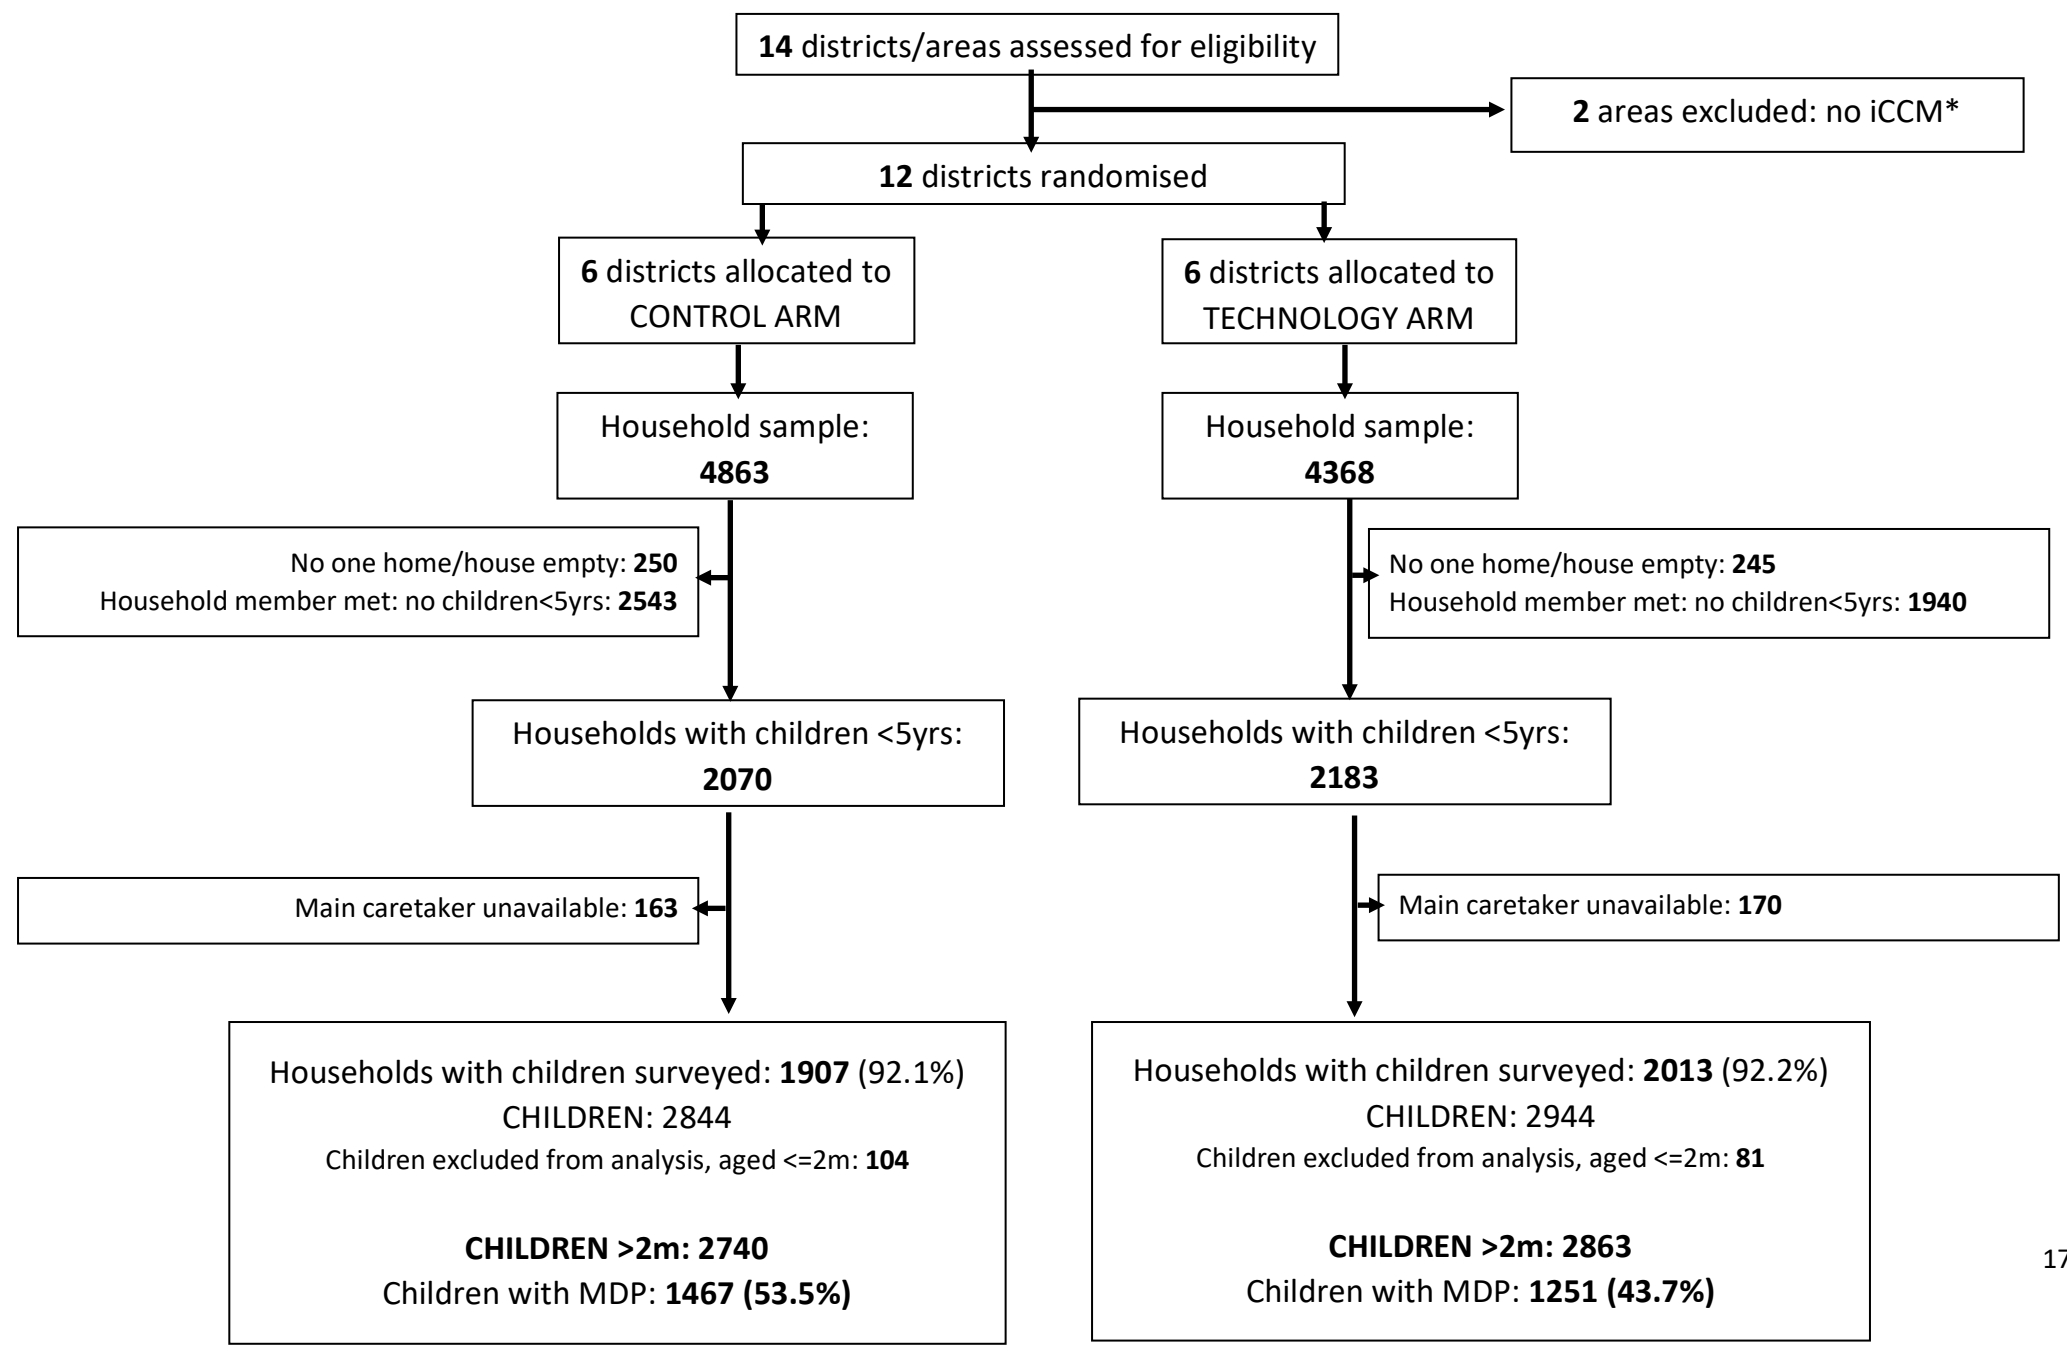 14 districts/areas assessed for eligibility
2 areas excluded: no iCCM*
12 districts randomised
6 districts allocated to
CONTROL ARM
6 districts allocated to
TECHNOLOGY ARM
Household sample:
4863
Household sample:
4368
No one home/house empty: 250
Household member met: no children<5yrs: 2543
No one home/house empty: 245
Household member met: no children<5yrs: 1940
Households with children <5yrs:
2070
Households with children <5yrs:
2183
Main caretaker unavailable: 163
Main caretaker unavailable: 170
Households with children surveyed: 1907 (92.1%)
CHILDREN: 2844
Children excluded from analysis, aged <=2m: 104
CHILDREN >2m: 2740
Children with MDP: 1467 (53.5%)
Households with children surveyed: 2013 (92.2%)
CHILDREN: 2944
Children excluded from analysis, aged <=2m: 81
CHILDREN >2m: 2863
Children with MDP: 1251 (43.7%)
17